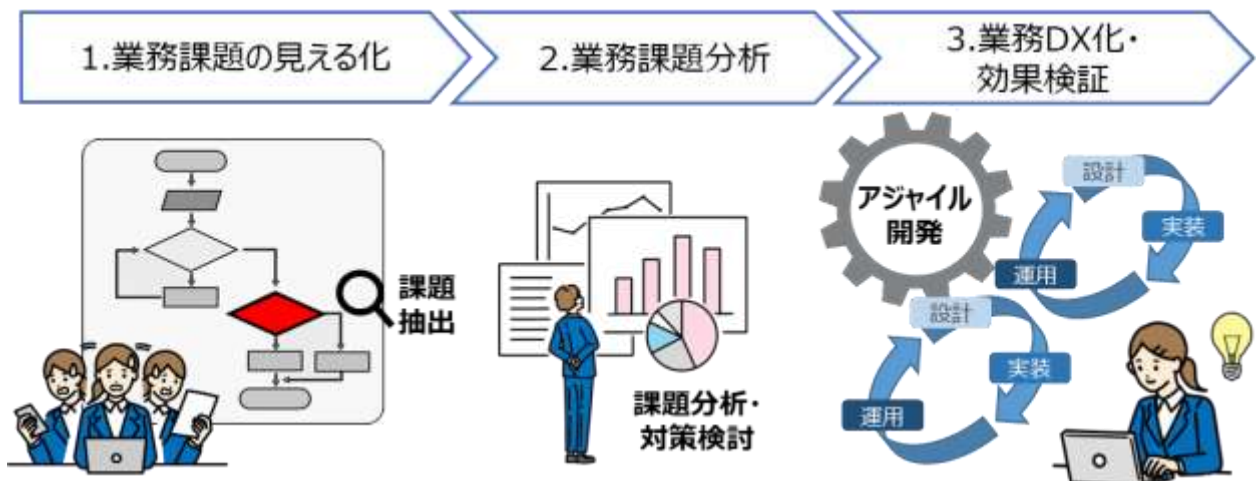 1.業務課題の見える化
2.業務課題分析
3.業務DX化・
効果検証
課題
抽出
課題分析・
対策検討
アジャイル
開発
設計
実装
運用
設計
実装
運用